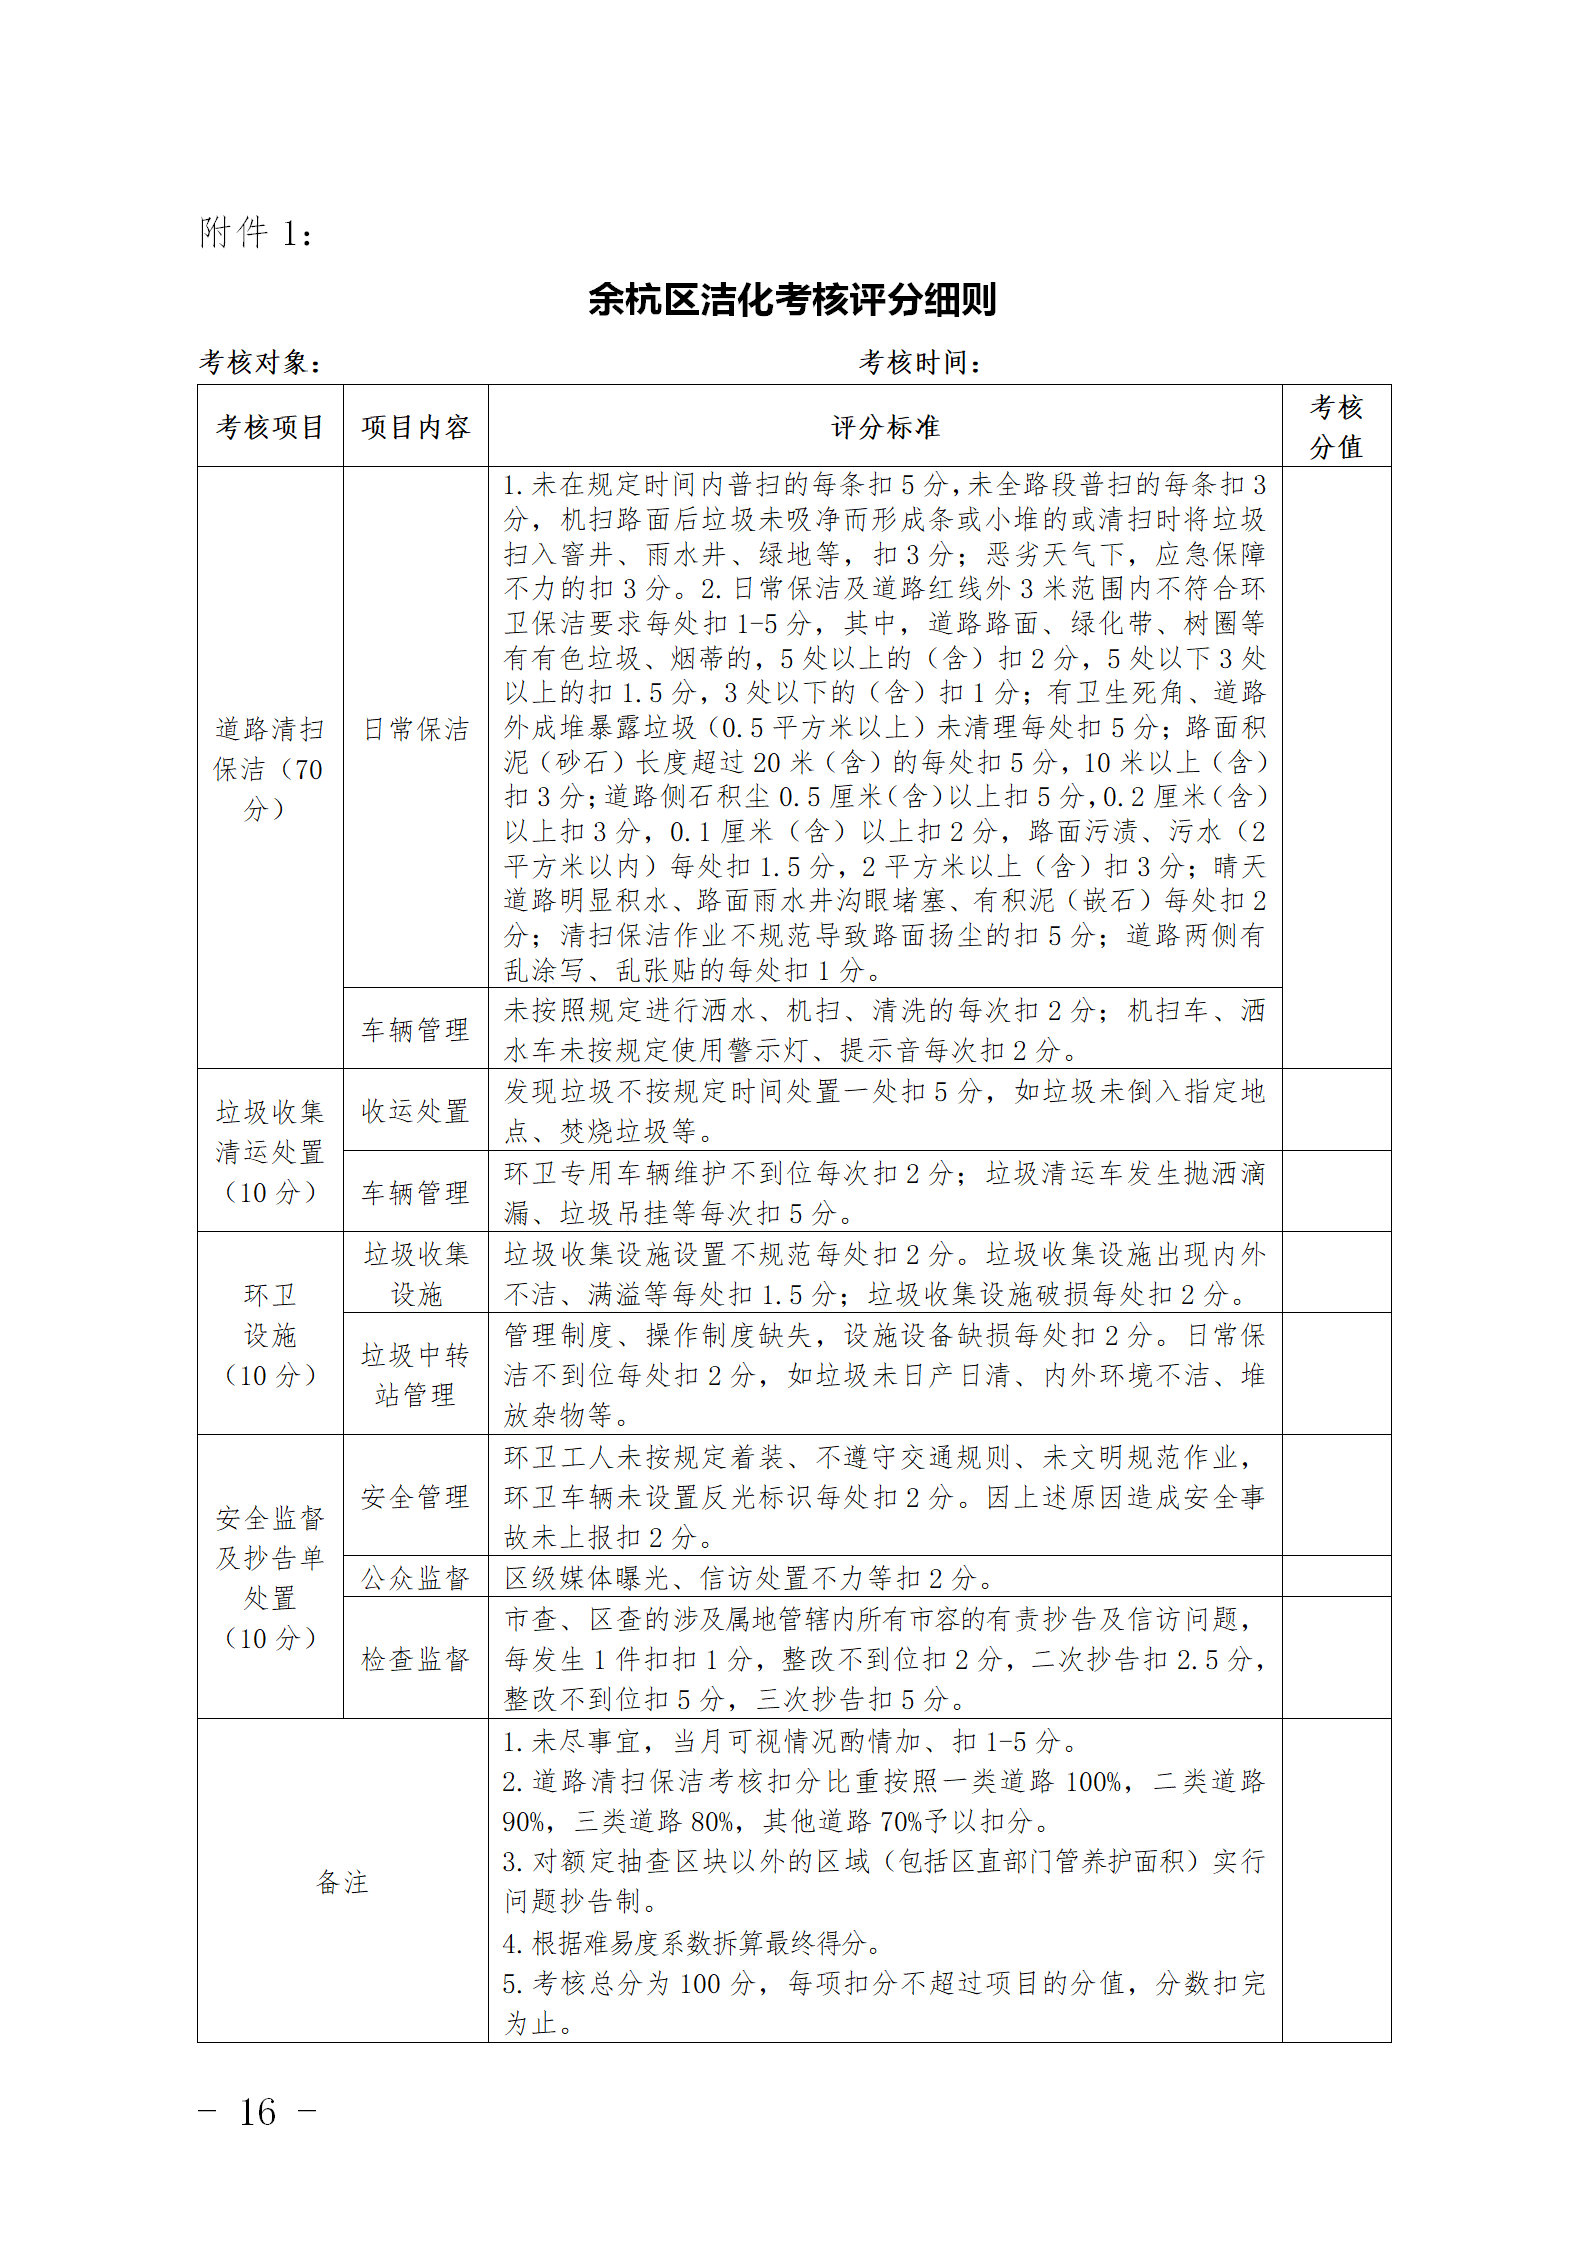 附件 1：
余杭区洁化考核评分细则
考核对象：
考核时间：
考核项目
项目内容
评分标准
考核
分值
道路清扫
保洁（70
分）
日常保洁
1.未在规定时间内普扫的每条扣 5 分，未全路段普扫的每条扣 3
分，机扫路面后垃圾未吸净而形成条或小堆的或清扫时将垃圾
扫入窨井、雨水井、绿地等，扣 3 分；恶劣天气下，应急保障
不力的扣 3 分。2.日常保洁及道路红线外 3 米范围内不符合环
卫保洁要求每处扣 1-5 分，其中，道路路面、绿化带、树圈等
有有色垃圾、烟蒂的，5 处以上的（含）扣 2 分，5 处以下 3 处
以上的扣 1.5 分，3 处以下的（含）扣 1 分；有卫生死角、道路
外成堆暴露垃圾（0.5 平方米以上）未清理每处扣 5 分；路面积
泥（砂石）长度超过 20 米（含）的每处扣 5 分，10 米以上（含）
扣 3 分；道路侧石积尘 0.5 厘米（含）以上扣 5 分，0.2 厘米（含）
以上扣 3 分，0.1 厘米（含）以上扣 2 分，路面污渍、污水（2
平方米以内）每处扣 1.5 分，2 平方米以上（含）扣 3 分；晴天
道路明显积水、路面雨水井沟眼堵塞、有积泥（嵌石）每处扣 2
分；清扫保洁作业不规范导致路面扬尘的扣 5 分；道路两侧有
乱涂写、乱张贴的每处扣 1 分。
车辆管理
未按照规定进行洒水、机扫、清洗的每次扣 2 分；机扫车、洒
水车未按规定使用警示灯、提示音每次扣 2 分。
垃圾收集
清运处置
（10 分）
收运处置
发现垃圾不按规定时间处置一处扣 5 分，如垃圾未倒入指定地
点、焚烧垃圾等。
车辆管理
环卫专用车辆维护不到位每次扣 2 分；垃圾清运车发生抛洒滴
漏、垃圾吊挂等每次扣 5 分。
环卫
设施
（10 分）
垃圾收集
设施
垃圾收集设施设置不规范每处扣 2 分。垃圾收集设施出现内外
不洁、满溢等每处扣 1.5 分；垃圾收集设施破损每处扣 2 分。
垃圾中转
站管理
管理制度、操作制度缺失，设施设备缺损每处扣 2 分。日常保
洁不到位每处扣 2 分，如垃圾未日产日清、内外环境不洁、堆
放杂物等。
安全监督
及抄告单
处置
（10 分）
安全管理
环卫工人未按规定着装、不遵守交通规则、未文明规范作业，
环卫车辆未设置反光标识每处扣 2 分。因上述原因造成安全事
故未上报扣 2 分。
公众监督
区级媒体曝光、信访处置不力等扣 2 分。
检查监督
市查、区查的涉及属地管辖内所有市容的有责抄告及信访问题，
每发生 1 件扣扣 1 分，整改不到位扣 2 分，二次抄告扣 2.5 分，
整改不到位扣 5 分，三次抄告扣 5 分。
备注
1.未尽事宜，当月可视情况酌情加、扣 1-5 分。
2.道路清扫保洁考核扣分比重按照一类道路 100%，二类道路
90%，三类道路 80%，其他道路 70%予以扣分。
3.对额定抽查区块以外的区域（包括区直部门管养护面积）实行
问题抄告制。
4.根据难易度系数拆算最终得分。
5.考核总分为 100 分，每项扣分不超过项目的分值，分数扣完
为止。
- 16 -